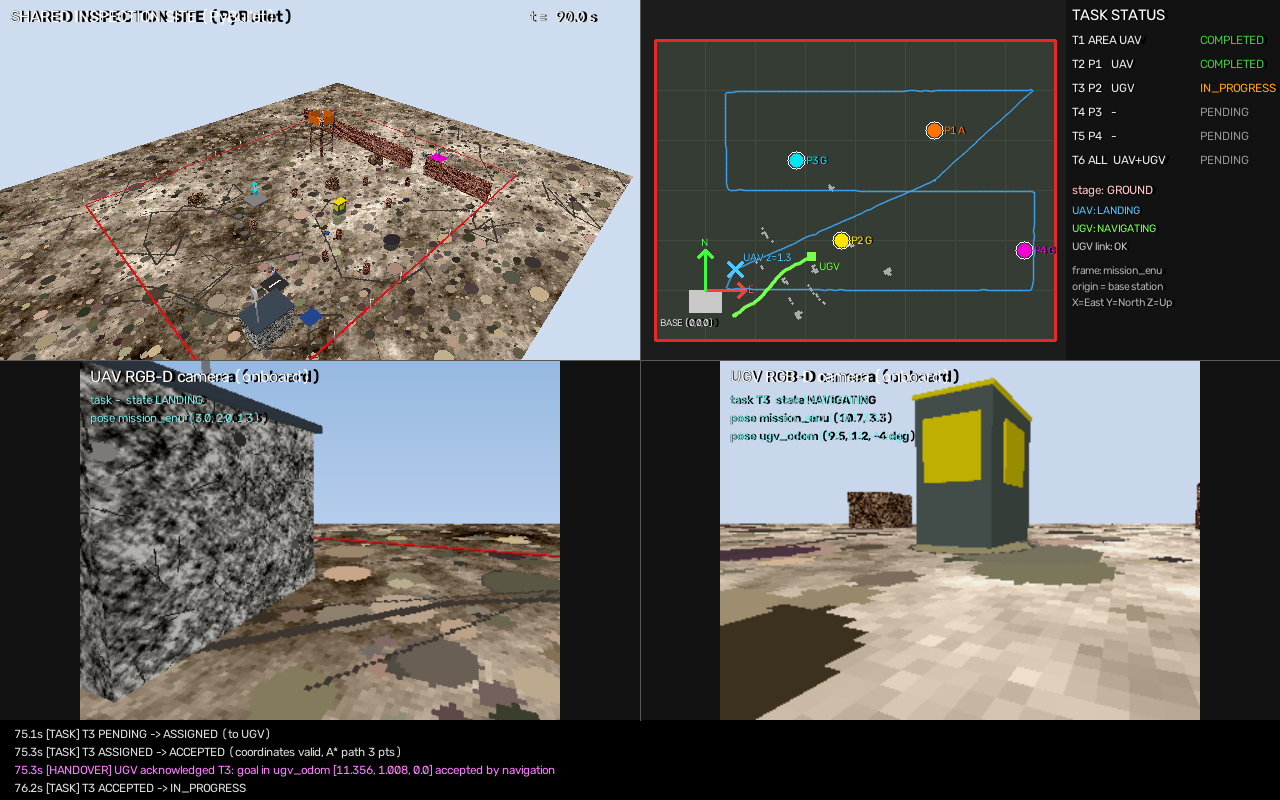 SHARED INSPECTION SITE (PyBullet)
t= 90.0 s
N
E
UAV z=1.3
UGV
P1 A
P3 G
P2 G
P4 G
BASE (0,0,0)
TASK STATUS
T1 AREA UAV COMPLETED
T2 P1 UAV COMPLETED
T3 P2 UGV IN_PROGRESS
T4 P3 - PENDING
T5 P4 - PENDING
T6 ALL UAV+UGV PENDING
stage: GROUND
UAV: LANDING
UGV: NAVIGATING
UGV link: OK
frame: mission_enu
origin = base station
X=East Y=North Z=Up
UAV RGB-D camera (onboard)
task - state LANDING
pose mission_enu (3.0, 2.0, 1.3)
UGV RGB-D camera (onboard)
task T3 state NAVIGATING
pose mission_enu (10.7, 3.3)
pose ugv_odom (9.5, 1.2, -4 deg)
75.1s [TASK] T3 PENDING -> ASSIGNED (to UGV)
75.3s [TASK] T3 ASSIGNED -> ACCEPTED (coordinates valid, A* path 3 pts)
75.3s [HANDOVER] UGV acknowledged T3: goal in ugv_odom [11.356, 1.008, 0.0] accepted by navigation
76.2s [TASK] T3 ACCEPTED -> IN_PROGRESS